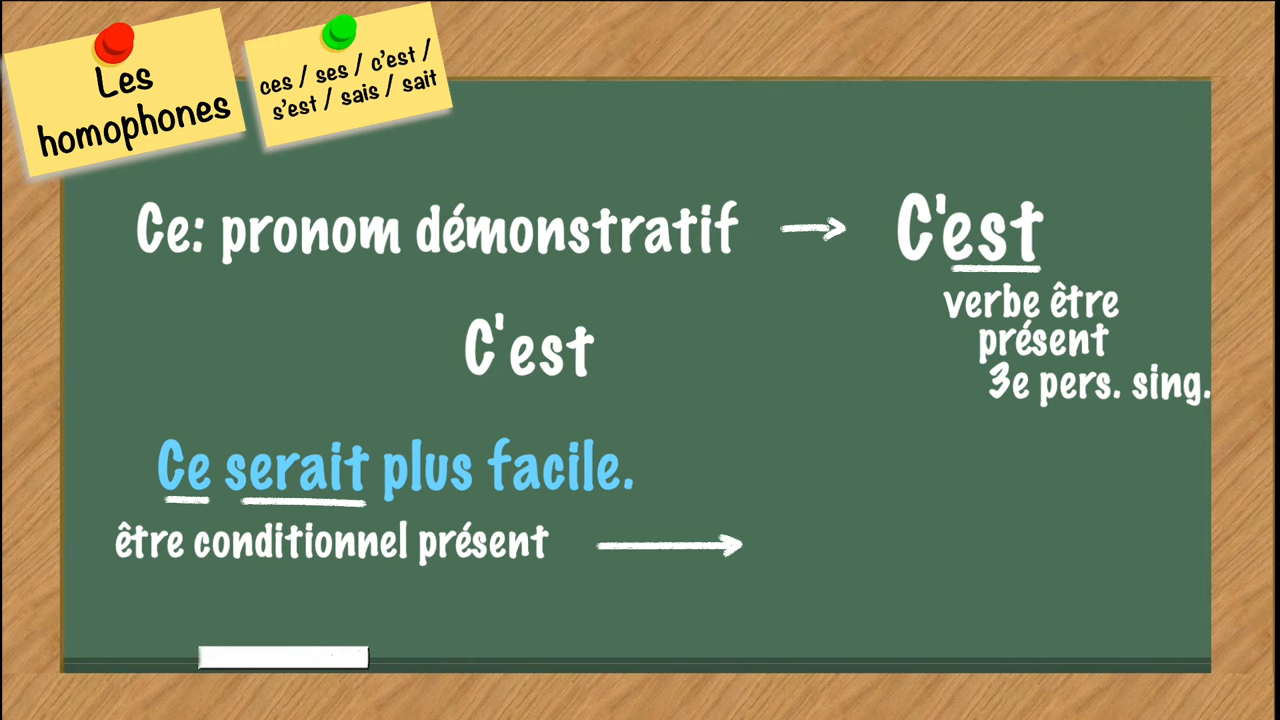 Les
homophones
ces / ses / c'est /
s'est / sais / sait
Ce: pronom démonstratif → C'est
verbe être
présent
3e pers. sing.
C'est
Ce serait plus facile.
être conditionnel présent →